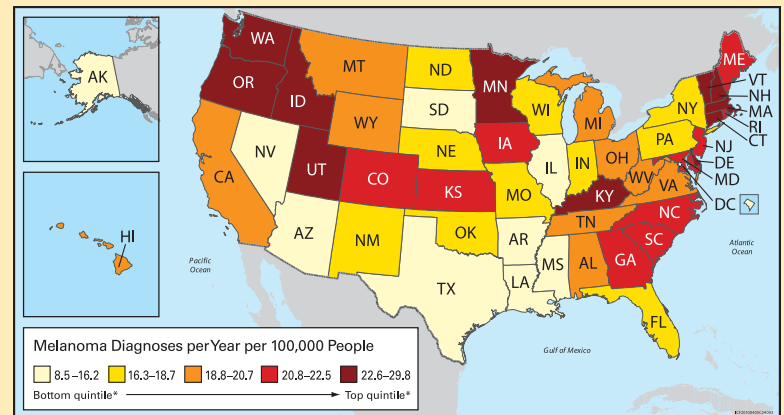 WA
ME
AK
MT
ND
MN
VT
OR
NH
ID
SD
WI
NY
MA
WY
MI
RI
CT
IA
PA
NE
NJ
NV
OH
DE
UT
IL
IN
MD
CA
CO
WV
VA
DC
KS
MO
KY
HI
NC
TN
OK
AZ
NM
AR
SC
Atlantic
Ocean
Pacific
Ocean
MS
AL
GA
TX
LA
FL
Gulf of Mexico
Melanoma Diagnoses per Year per 100,000 People
8.5–16.2 16.3–18.7 18.8–20.7 20.8–22.5 22.6–29.8
Bottom quintile* Top quintile*